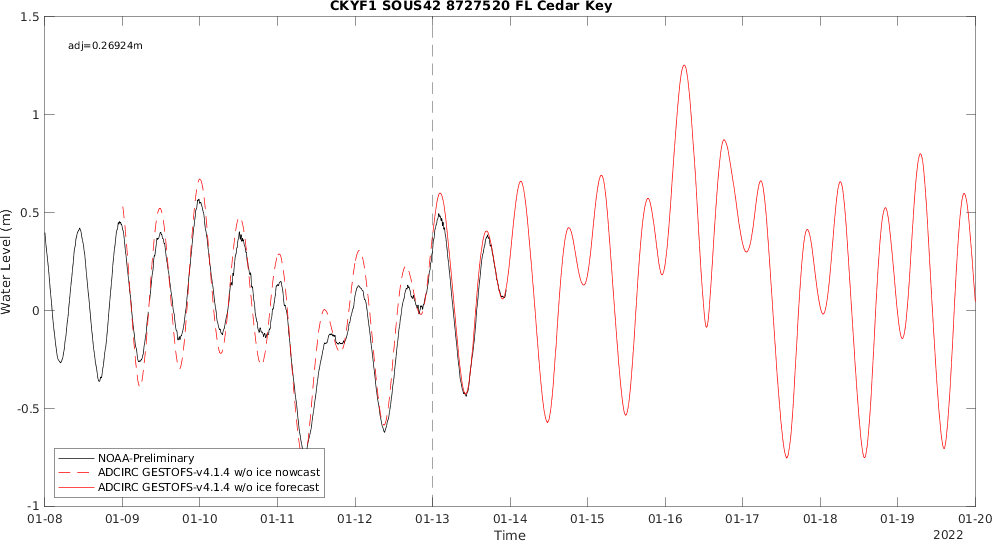 CKYF1 SOUS42 8727520 FL Cedar Key
adj=0.26924m
Water Level (m)
1.5
1
0.5
0
-0.5
-1
NOAA-Preliminary
ADCIRC GESTOFS-v4.1.4 w/o ice nowcast
ADCIRC GESTOFS-v4.1.4 w/o ice forecast
01-08 01-09 01-10 01-11 01-12 01-13 01-14 01-15 01-16 01-17 01-18 01-19 01-20
Time
2022